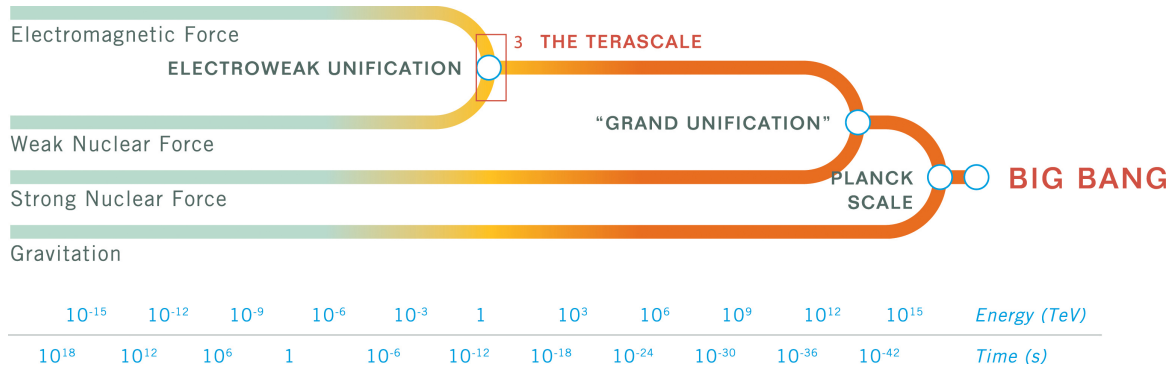 Electromagnetic Force
3 THE TERASCALE
ELECTROWEAK UNIFICATION
“GRAND UNIFICATION”
Weak Nuclear Force
PLANCK
SCALE
BIG BANG
Strong Nuclear Force
Gravitation
10⁻¹⁵ 10⁻¹² 10⁻⁹ 10⁻⁶ 10⁻³ 1 10³ 10⁶ 10⁹ 10¹² 10¹⁵ Energy (TeV)
10¹⁸ 10¹² 10⁶ 1 10⁻⁶ 10⁻¹² 10⁻¹⁸ 10⁻²⁴ 10⁻³⁰ 10⁻³⁶ 10⁻⁴² Time (s)